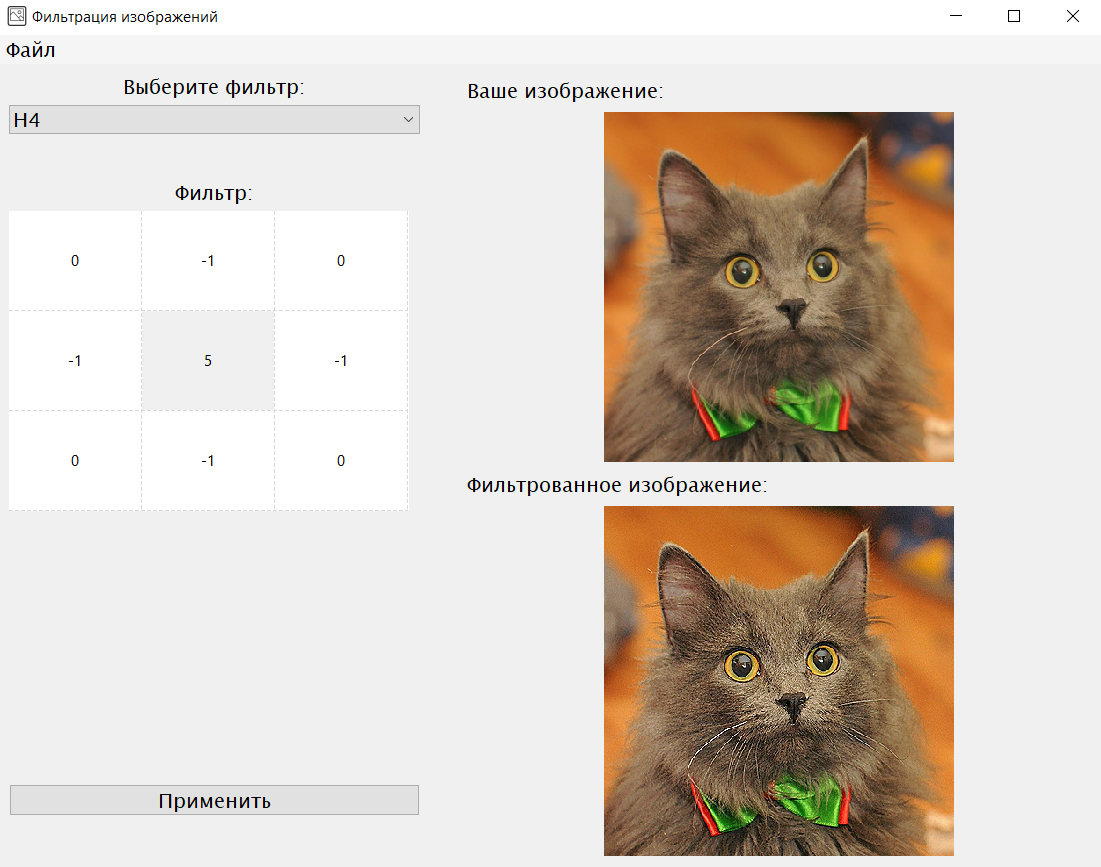 Фильтрация изображений
Файл
Выберите фильтр:
H4
Фильтр:
0 -1 0
-1 5 -1
0 -1 0
Применить
Ваше изображение:
Фильтрованное изображение: